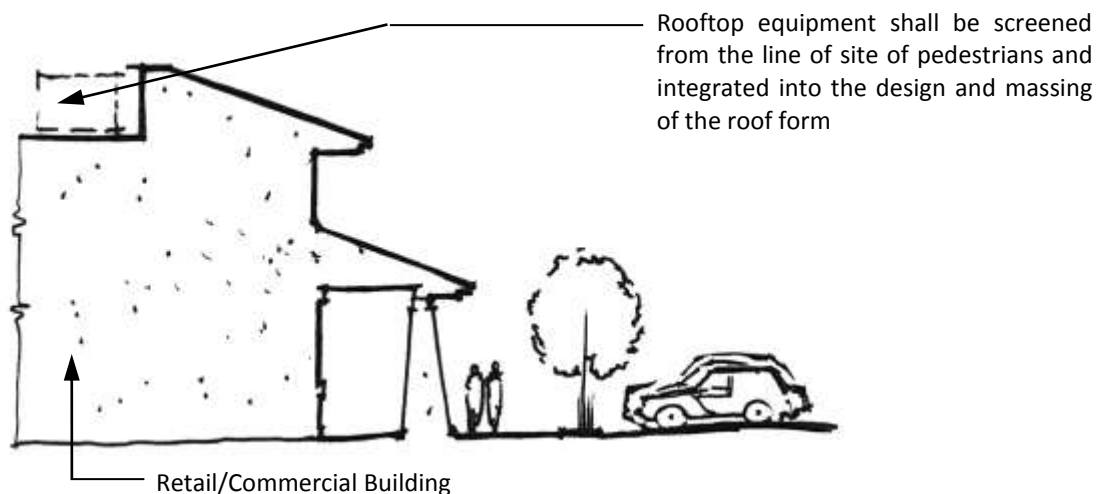 Rooftop equipment shall be screened
from the line of site of pedestrians and
integrated into the design and massing
of the roof form
Retail/Commercial Building